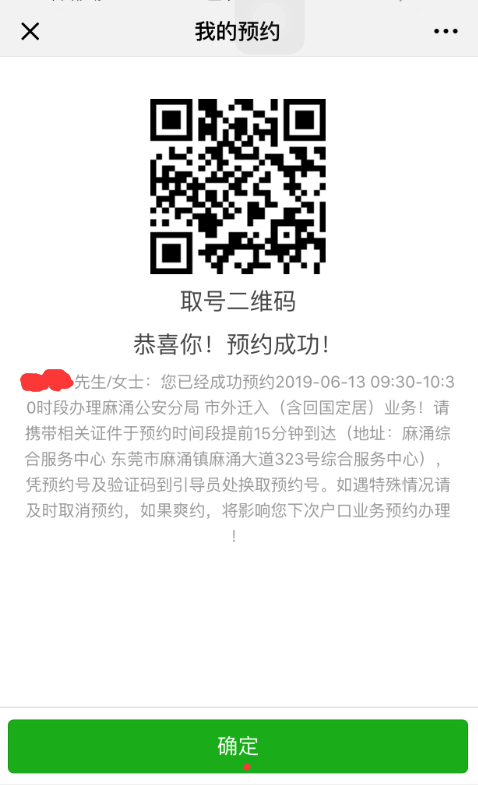 我的预约
取号二维码
恭喜你！预约成功！
先生/女士：您已经成功预约2019-06-13 09:30-10:3
0时段办理麻涌公安分局 市外迁入（含回国定居）业务！请
携带相关证件于预约时间段提前15分钟到达（地址：麻涌综
合服务中心 东莞市麻涌镇麻涌大道323号综合服务中心），
凭预约号及验证码到引导员处换取预约号。如遇特殊情况请
及时取消预约，如果爽约，将影响您下次户口业务预约办理
！
确定